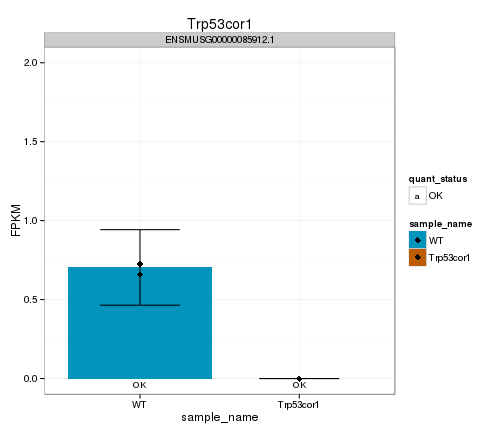 Trp53cor1
ENSMUSG00000085912.1
2.0
1.5
1.0
0.5
0.0
FPKM
OK
OK
WT
Trp53cor1
sample_name
quant_status
a OK
sample_name
WT
Trp53cor1